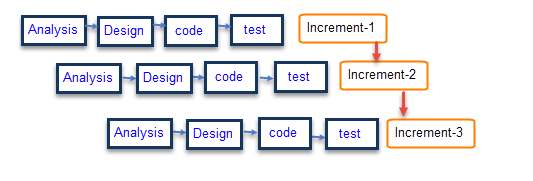 Analysis Design code test Increment-1
Analysis Design code test Increment-2
Analysis Design code test Increment-3